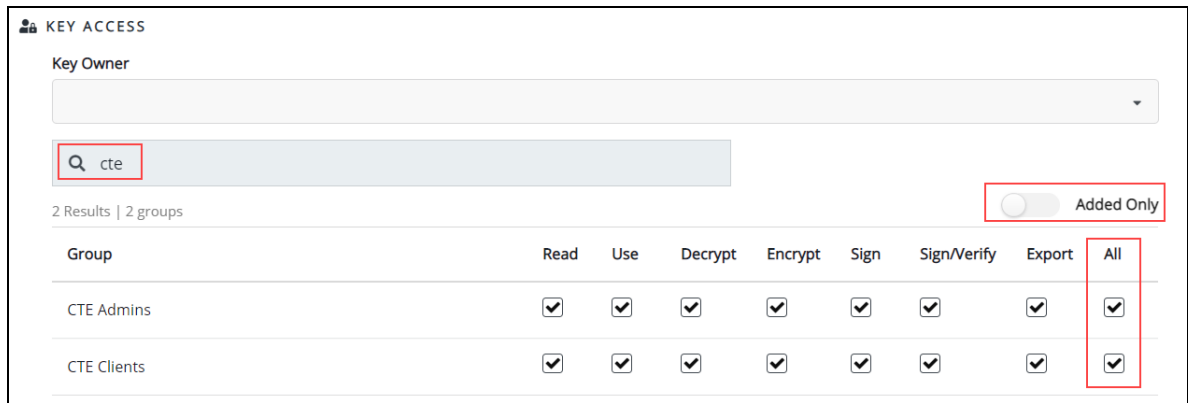 KEY ACCESS
Key Owner
cte
2 Results | 2 groups
Added Only
Group Read Use Decrypt Encrypt Sign Sign/Verify Export All
CTE Admins
CTE Clients